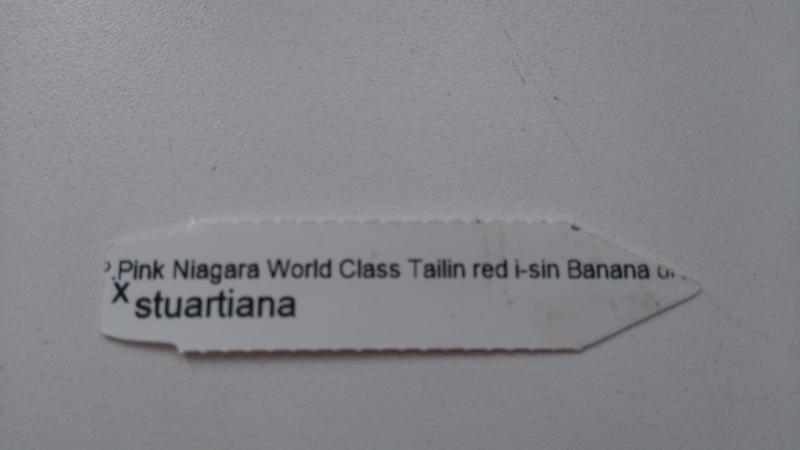 P.Pink Niagara World Class Tailin red i-sin Banana
x stuartiana